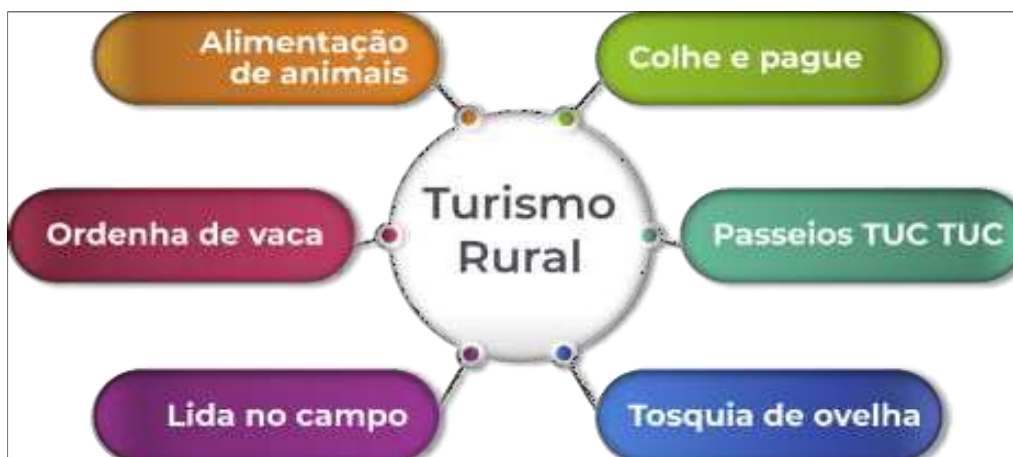 Alimentação
de animais
Colhe e pague
Turismo
Rural
Ordenha de vaca
Passeios TUC TUC
Lida no campo
Tosquia de ovelha